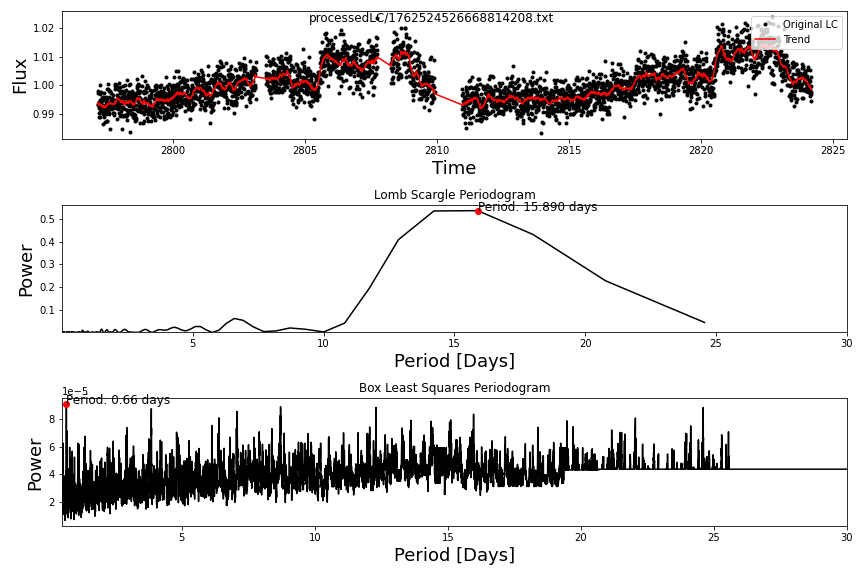 processedLC/1762524526668814208.txt
Original LC
Trend
1.02
1.01
1.00
0.99
Flux
2800
2805
2810
2815
2820
2825
Time
Lomb Scargle Periodogram
Period: 15.890 days
0.5
0.4
0.3
0.2
0.1
Power
5
10
15
20
25
30
Period [Days]
Box Least Squares Periodogram
1e−5
Period: 0.66 days
8
6
4
2
Power
5
10
15
20
25
30
Period [Days]